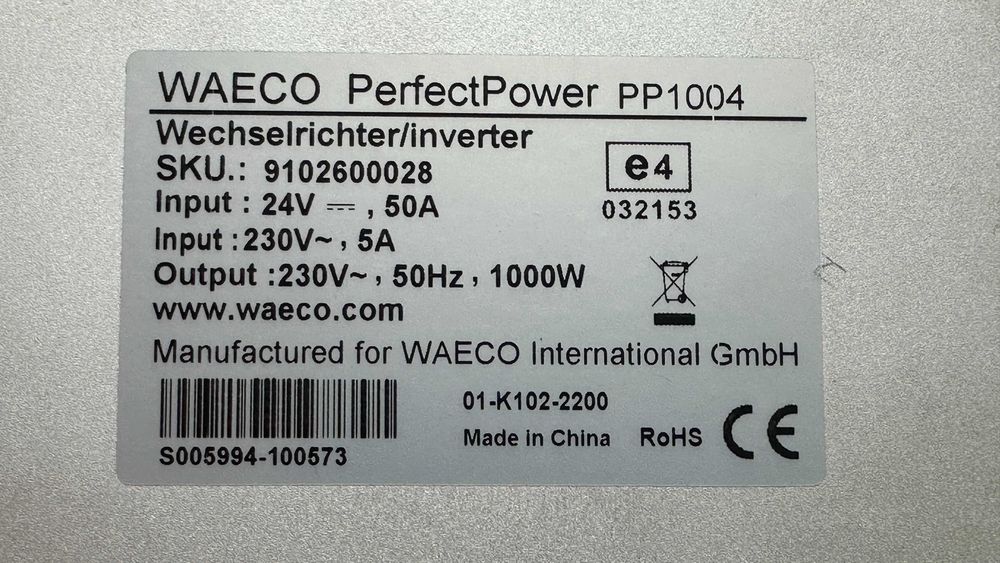 WAECO PerfectPower PP1004
Wechselrichter/inverter
SKU.: 9102600028
Input : 24V ⎓ , 50A
Input :230V~ , 5A
Output :230V~ , 50Hz , 1000W
www.waeco.com
e4
032153
Manufactured for WAECO International GmbH
S005994-100573
01-K102-2200
Made in China RoHS CE